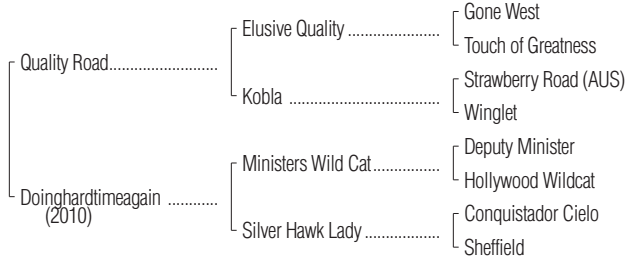 Gone West
Elusive Quality
Touch of Greatness
Quality Road
Strawberry Road (AUS)
Kobla
Winglet
Deputy Minister
Ministers Wild Cat
Hollywood Wildcat
Doinghardtimeagain
(2010)
Conquistador Cielo
Silver Hawk Lady
Sheffield